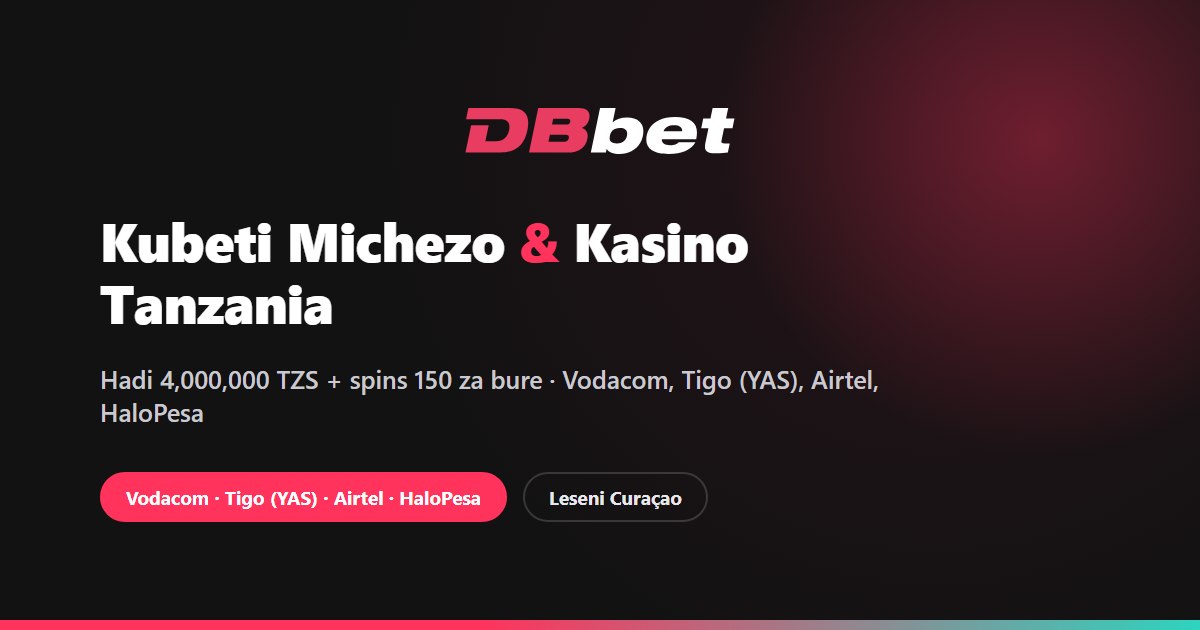 DBbet
Kubeti Michezo & Kasino
Tanzania
Hadi 4,000,000 TZS + spins 150 za bure · Vodacom, Tigo (YAS), Airtel,
HaloPesa
Vodacom · Tigo (YAS) · Airtel · HaloPesa
Leseni Curaçao